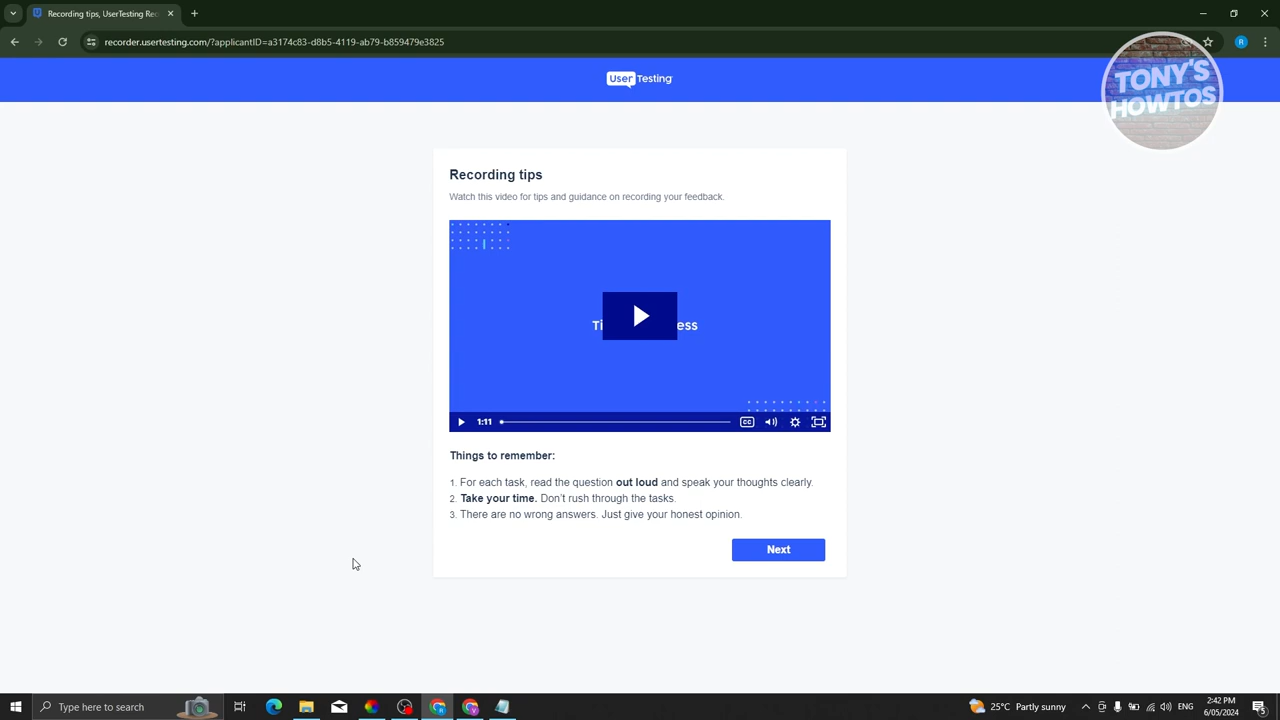 Recording tips, UserTesting Rec
recorder.usertesting.com/?applicantID=a3174c83-d8b5-4119-ab79-b859479e3825
R
User Testing
TONY'S
HOWTOS
Recording tips
Watch this video for tips and guidance on recording your feedback.
Ti ess
1:11
CC
Things to remember:
1. For each task, read the question out loud and speak your thoughts clearly.
2. Take your time. Don't rush through the tasks.
3. There are no wrong answers. Just give your honest opinion.
Next
Type here to search
25°C Partly sunny
ENG
2:42 PM
6/05/2024
5